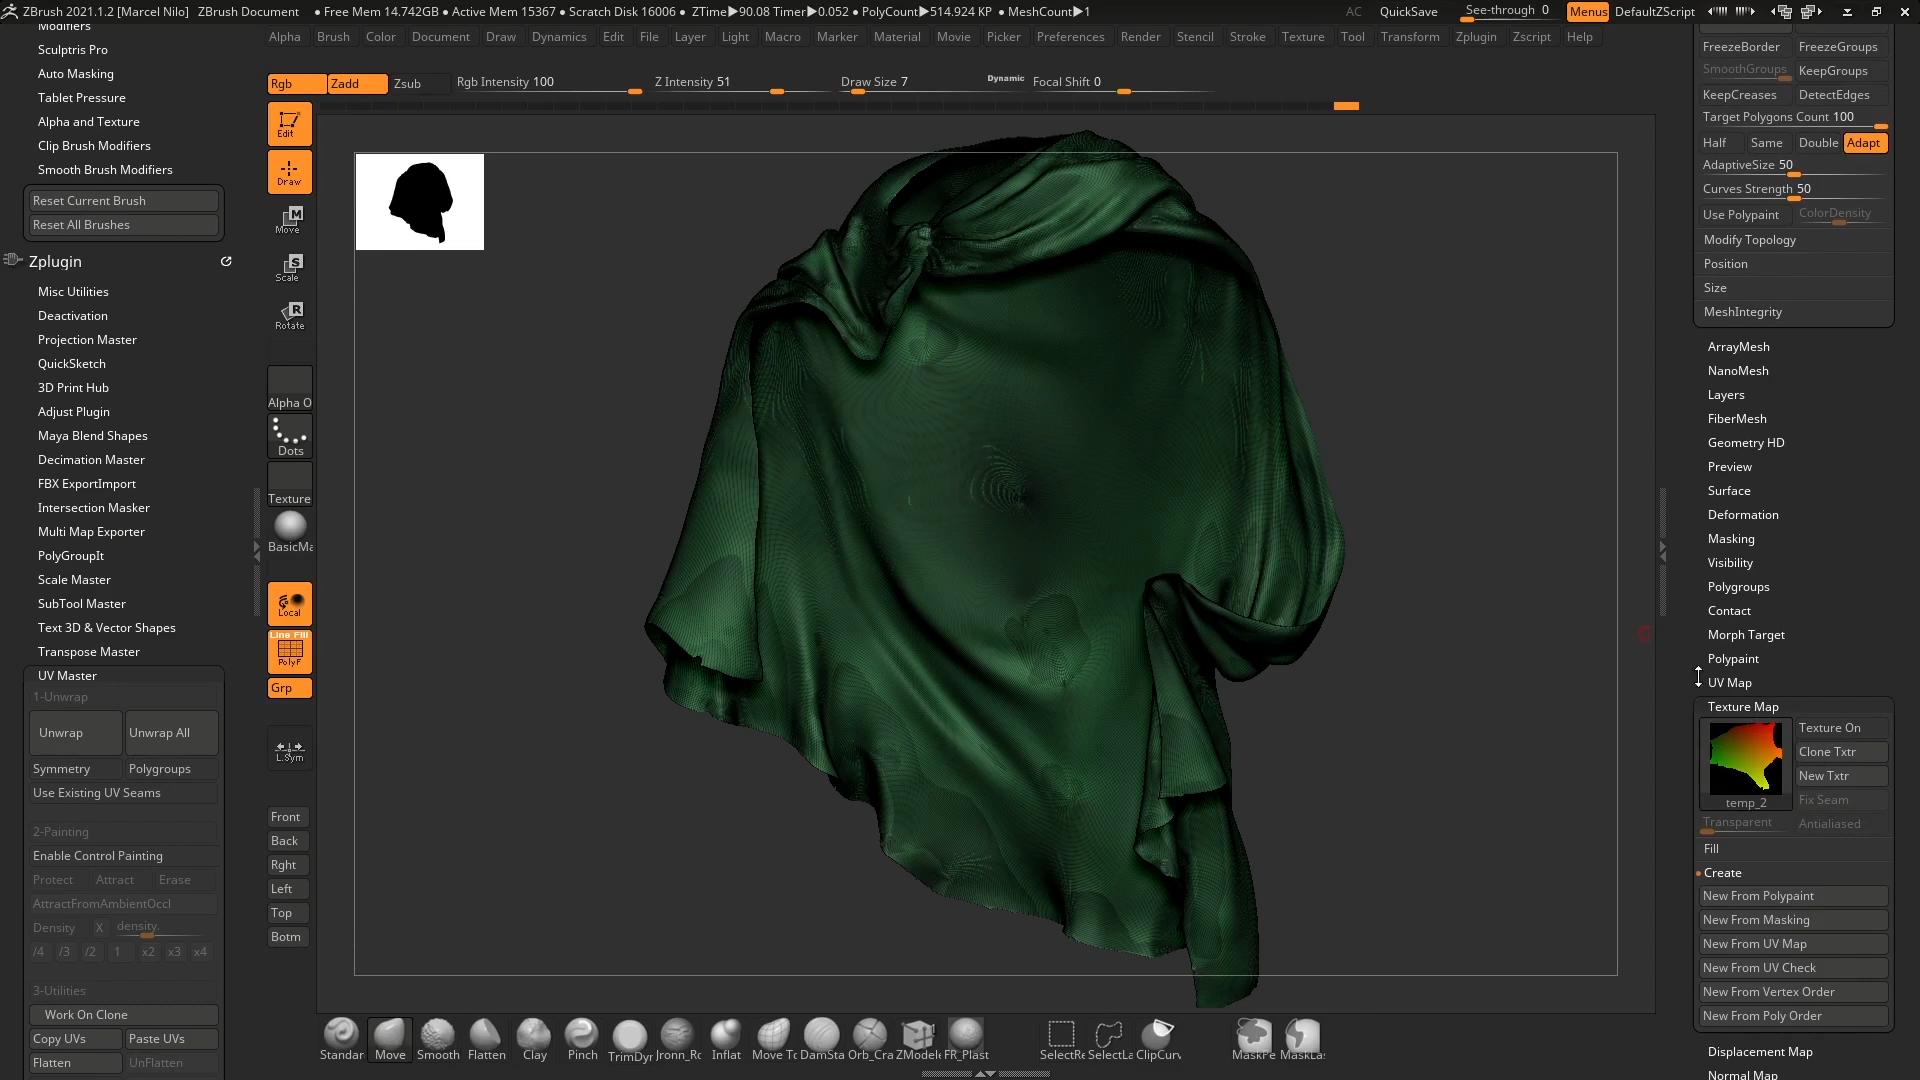 ZBrush 2021.1.2 [Marcel Nilo] ZBrush Document • Free Mem 14.742GB • Active Mem 15367 • Scratch Disk 16006 • ZTime▶90.08 Timer▶0.052 • PolyCount▶514.924 KP • MeshCount▶1 AC QuickSave See-through 0 Menus DefaultZScript
Alpha Brush Color Document Draw Dynamics Edit File Layer Light Macro Marker Material Movie Picker Preferences Render Stencil Stroke Texture Tool Transform Zplugin Zscript Help
Rgb Zadd Zsub Rgb Intensity 100 Z Intensity 51 Draw Size 7 Dynamic Focal Shift 0
Modifiers
Sculptris Pro
Auto Masking
Tablet Pressure
Alpha and Texture
Clip Brush Modifiers
Smooth Brush Modifiers
Reset Current Brush
Reset All Brushes
Zplugin
Misc Utilities
Deactivation
Projection Master
QuickSketch
3D Print Hub
Adjust Plugin
Maya Blend Shapes
Decimation Master
FBX ExportImport
Intersection Masker
Multi Map Exporter
PolyGroupIt
Scale Master
SubTool Master
Text 3D & Vector Shapes
Transpose Master
UV Master
1-Unwrap
Unwrap Unwrap All
Symmetry Polygroups
Use Existing UV Seams
2-Painting
Enable Control Painting
Protect Attract Erase
AttractFromAmbientOccl
Density X density.
/4 /3 /2 1 x2 x3 x4
3-Utilities
Work On Clone
Copy UVs Paste UVs
Flatten UnFlatten
Edit
Draw
M
Move
S
Scale
R
Rotate
Alpha O
Dots
Texture
BasicMa
Local
Line Fill
PolyF
Grp
L.Sym
Front
Back
Rght
Left
Top
Botm
Standar Move Smooth Flatten Clay Pinch TrimDyr Jronn_Ro Inflat Move To DamSta Orb_Cra ZModele FR_Plast SelectRe SelectLa ClipCurv MaskPe MaskLas
FreezeBorder FreezeGroups
SmoothGroups KeepGroups
KeepCreases DetectEdges
Target Polygons Count 100
Half Same Double Adapt
AdaptiveSize 50
Curves Strength 50
Use Polypaint ColorDensity
Modify Topology
Position
Size
MeshIntegrity
ArrayMesh
NanoMesh
Layers
FiberMesh
Geometry HD
Preview
Surface
Deformation
Masking
Visibility
Polygroups
Contact
Morph Target
Polypaint
UV Map
Texture Map
Texture On
Clone Txtr
New Txtr
temp_2 Fix Seam
Transparent Antialiased
Fill
Create
New From Polypaint
New From Masking
New From UV Map
New From UV Check
New From Vertex Order
New From Poly Order
Displacement Map
Normal Map